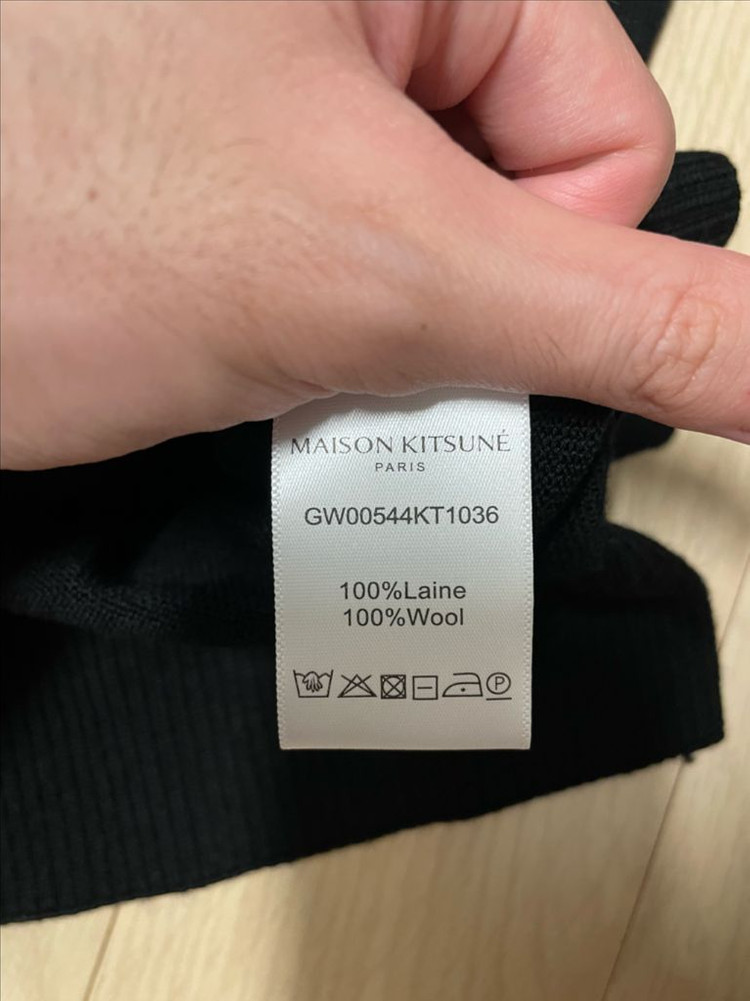 MAISON KITSUNÉ
PARIS
GW00544KT1036
100%Laine
100%Wool
P